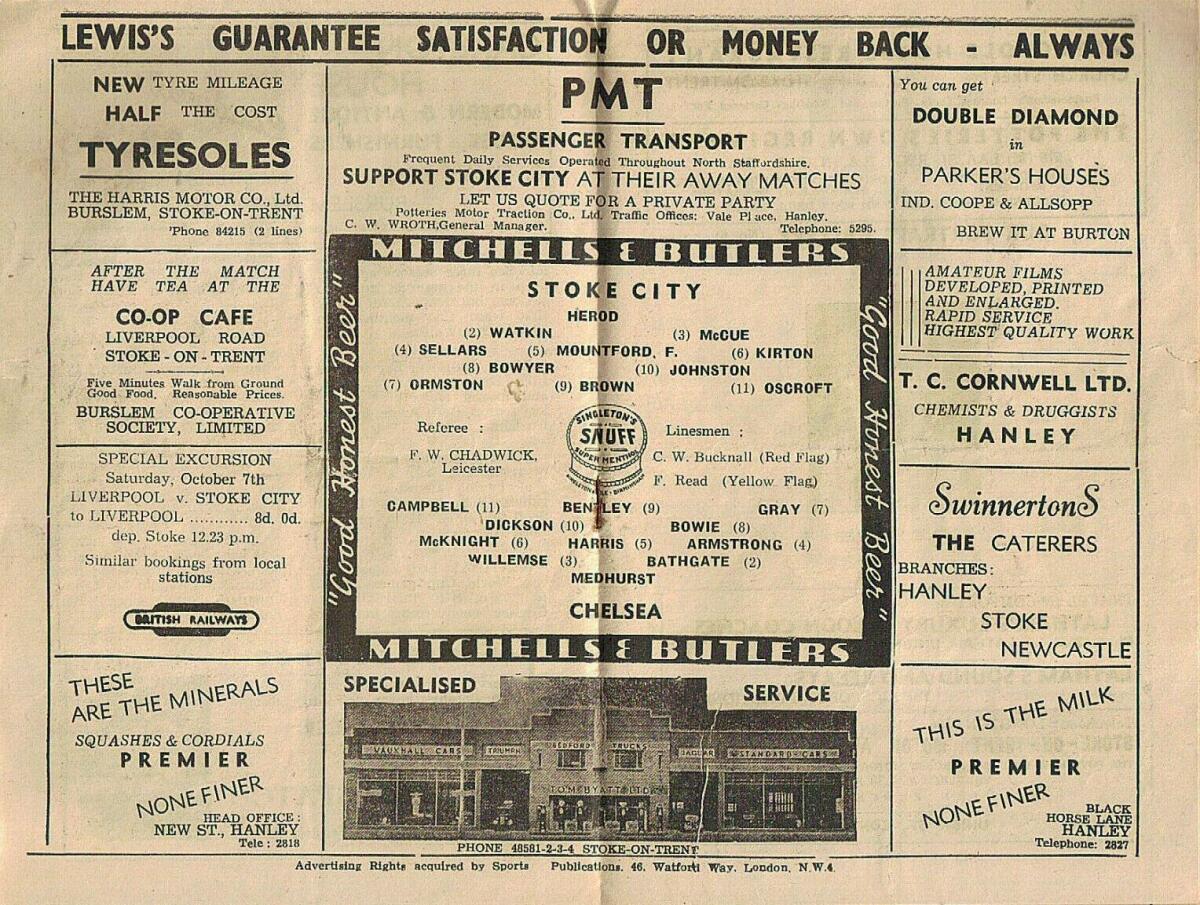 LEWIS'S GUARANTEE SATISFACTION OR MONEY BACK - ALWAYS
NEW TYRE MILEAGE
HALF THE COST
TYRESOLES
THE HARRIS MOTOR CO., Ltd.
BURSLEM, STOKE-ON-TRENT
'Phone 84215 (2 lines)
AFTER THE MATCH
HAVE TEA AT THE
CO-OP CAFE
LIVERPOOL ROAD
STOKE - ON - TRENT
Five Minutes Walk from Ground
Good Food. Reasonable Prices.
BURSLEM CO-OPERATIVE
SOCIETY, LIMITED
SPECIAL EXCURSION
Saturday, October 7th
LIVERPOOL v. STOKE CITY
to LIVERPOOL ............ 8d. 0d.
dep. Stoke 12.23 p.m.
Similar bookings from local
stations
BRITISH RAILWAYS
THESE
ARE THE MINERALS
SQUASHES & CORDIALS
PREMIER
NONE FINER
HEAD OFFICE:
NEW ST., HANLEY
Tele : 2818
PMT
PASSENGER TRANSPORT
Frequent Daily Services Operated Throughout North Staffordshire.
SUPPORT STOKE CITY AT THEIR AWAY MATCHES
LET US QUOTE FOR A PRIVATE PARTY
Potteries Motor Traction Co., Ltd. Traffic Offices: Vale Place, Hanley.
C. W. WROTH, General Manager. Telephone: 5295.
MITCHELLS & BUTLERS
"Good Honest Beer"
STOKE CITY
HEROD
(2) WATKIN (3) McCUE
(4) SELLARS (5) MOUNTFORD, F. (6) KIRTON
(8) BOWYER (10) JOHNSTON
(7) ORMSTON (9) BROWN (11) OSCROFT
Referee :
F. W. CHADWICK,
Leicester
SINGLETON'S
SNUFF
SUPER MENTHOL
Linesmen :
C. W. Bucknall (Red Flag)
F. Read (Yellow Flag)
CAMPBELL (11) BENTLEY (9) GRAY (7)
DICKSON (10) BOWIE (8)
McKNIGHT (6) HARRIS (5) ARMSTRONG (4)
WILLEMSE (3) BATHGATE (2)
MEDHURST
CHELSEA
"Good Honest Beer"
MITCHELLS & BUTLERS
SPECIALISED SERVICE
VAUXHALL CARS TRIUMPH BEDFORD TRUCKS JAGUAR STANDARD CARS
TOM BYATT LTD
PHONE 48581-2-3-4 STOKE-ON-TRENT
You can get
DOUBLE DIAMOND
in
PARKER'S HOUSES
IND. COOPE & ALLSOPP
BREW IT AT BURTON
AMATEUR FILMS
DEVELOPED, PRINTED
AND ENLARGED.
RAPID SERVICE
HIGHEST QUALITY WORK
T. C. CORNWELL LTD.
CHEMISTS & DRUGGISTS
HANLEY
SwinnertonS
THE CATERERS
BRANCHES:
HANLEY
STOKE
NEWCASTLE
THIS IS THE MILK
PREMIER
NONE FINER
BLACK
HORSE LANE
HANLEY
Telephone: 2827
Advertising Rights acquired by Sports Publications. 46. Watford Way. London, N.W.4.